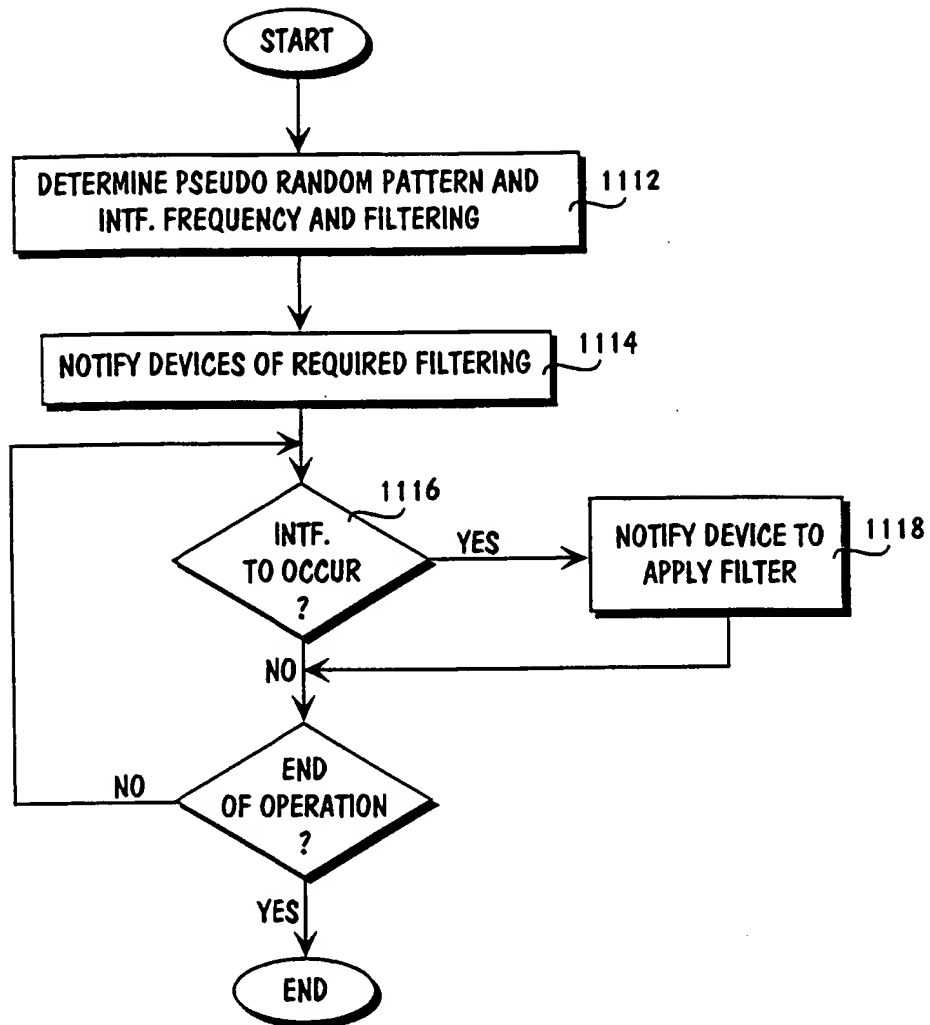 START
DETERMINE PSEUDO RANDOM PATTERN AND
INTF. FREQUENCY AND FILTERING
1112
NOTIFY DEVICES OF REQUIRED FILTERING
1114
1116
INTF.
TO OCCUR
?
YES
NOTIFY DEVICE TO
APPLY FILTER
1118
NO
END
OF OPERATION
?
NO
YES
END